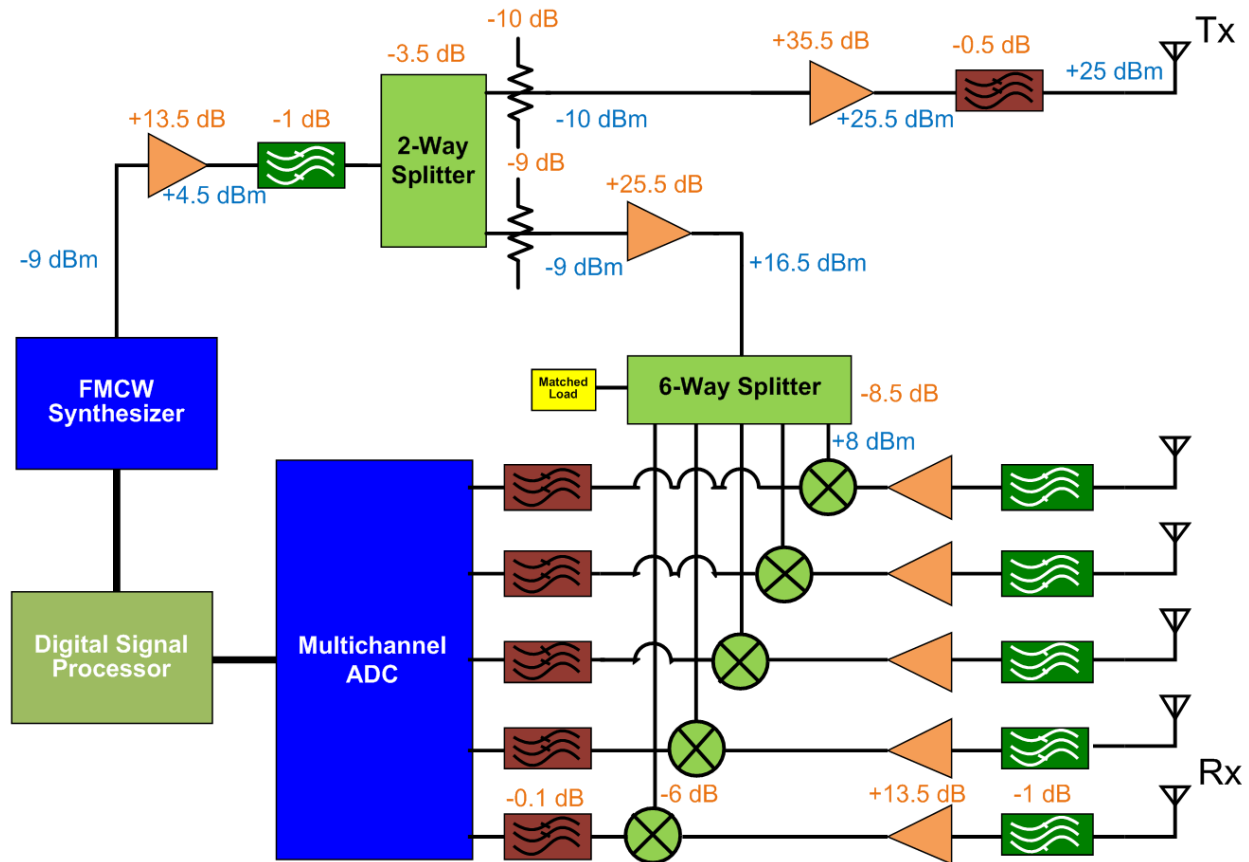 -10 dB
Tx
-3.5 dB
+35.5 dB
-0.5 dB
+25 dBm
+13.5 dB
-1 dB
-10 dBm
+25.5 dBm
2-Way
Splitter
-9 dB
+25.5 dB
+4.5 dBm
-9 dBm
-9 dBm
+16.5 dBm
FMCW
Synthesizer
Matched
Load
6-Way Splitter
-8.5 dB
+8 dBm
Digital Signal
Processor
Multichannel
ADC
Rx
-0.1 dB
-6 dB
+13.5 dB
-1 dB